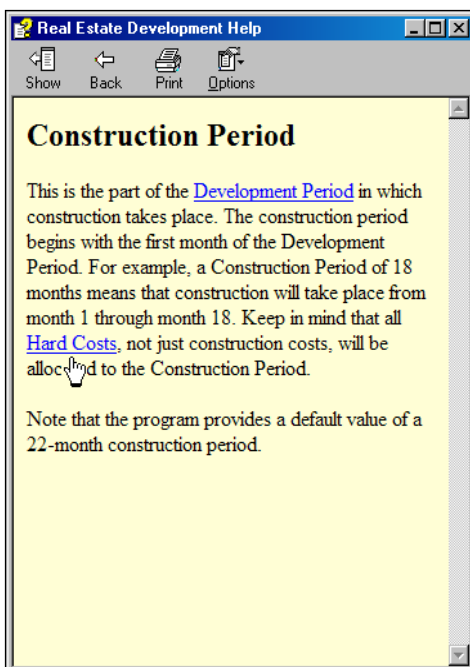 Real Estate Development Help
Show Back Print Options
Construction Period
This is the part of the Development Period in which
construction takes place. The construction period
begins with the first month of the Development
Period. For example, a Construction Period of 18
months means that construction will take place from
month 1 through month 18. Keep in mind that all
Hard Costs, not just construction costs, will be
to the Construction Period.
Note that the program provides a default value of a
22-month construction period.